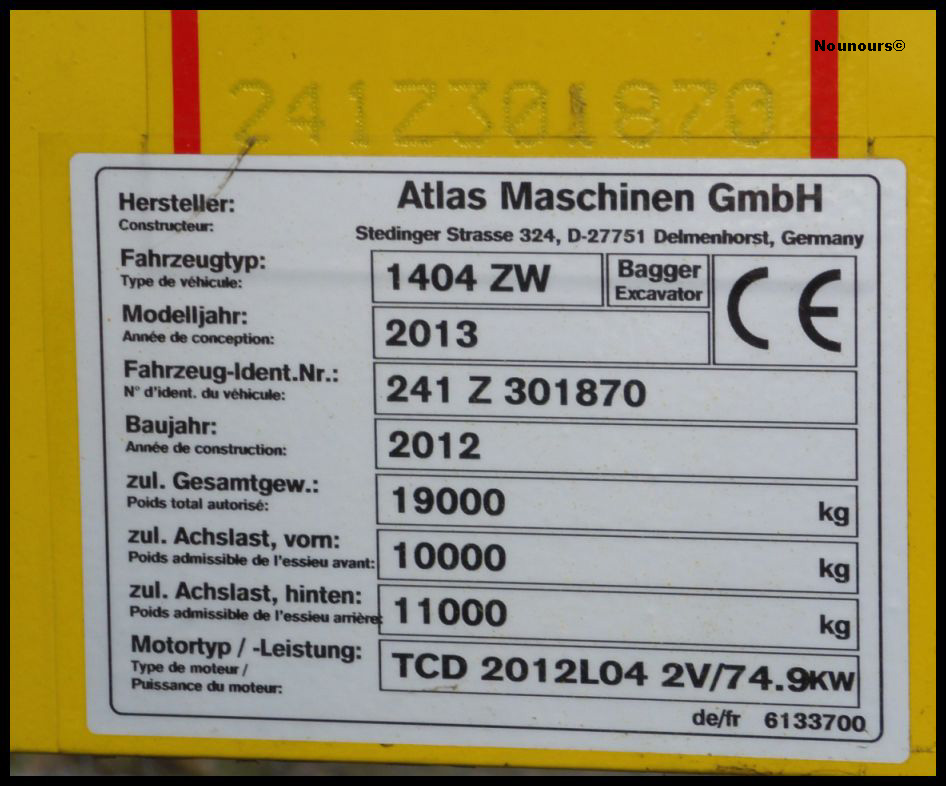 Nounours©
241Z301870
Hersteller: Atlas Maschinen GmbH
Constructeur:
Stedinger Strasse 324, D-27751 Delmenhorst, Germany
Fahrzeugtyp: 1404 ZW Bagger
Type de véhicule: Excavator
CE
Modelljahr: 2013
Année de conception:
Fahrzeug-Ident.Nr.: 241 Z 301870
N° d'ident. du véhicule:
Baujahr: 2012
Année de construction:
zul. Gesamtgew.: 19000 kg
Poids total autorisé:
zul. Achslast, vorn: 10000 kg
Poids admissible de l'essieu avant:
zul. Achslast, hinten: 11000 kg
Poids admissible de l'essieu arrière:
Motortyp / -Leistung: TCD 2012L04 2V/74.9KW
Type de moteur /
Puissance du moteur:
de/fr 6133700